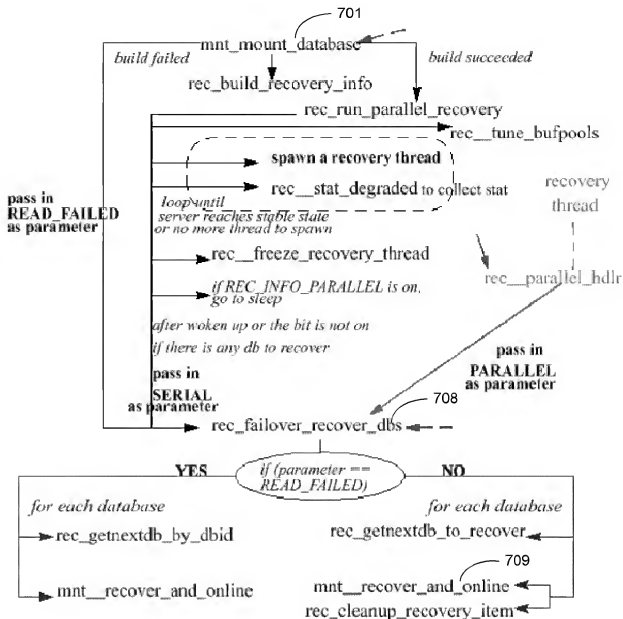 701
mnt_mount_database
build failed
build succeeded
rec_build_recovery_info
rec_run_parallel_recovery
rec__tune_bufpools
spawn a recovery thread
rec__stat_degraded to collect stat
pass in
READ_FAILED
as parameter
loop until
server reaches stable state
or no more thread to spawn
recovery
thread
rec__freeze_recovery_thread
rec__parallel_hdlr
if REC_INFO_PARALLEL is on,
go to sleep
after woken up or the bit is not on
if there is any db to recover
pass in
SERIAL
as parameter
pass in
PARALLEL
as parameter
708
rec_failover_recover_dbs
YES
if (parameter ==
READ_FAILED)
NO
for each database
for each database
rec_getnextdb_by_dbid
rec_getnextdb_to_recover
709
mnt__recover_and_online
mnt__recover_and_online
rec_cleanup_recovery_item